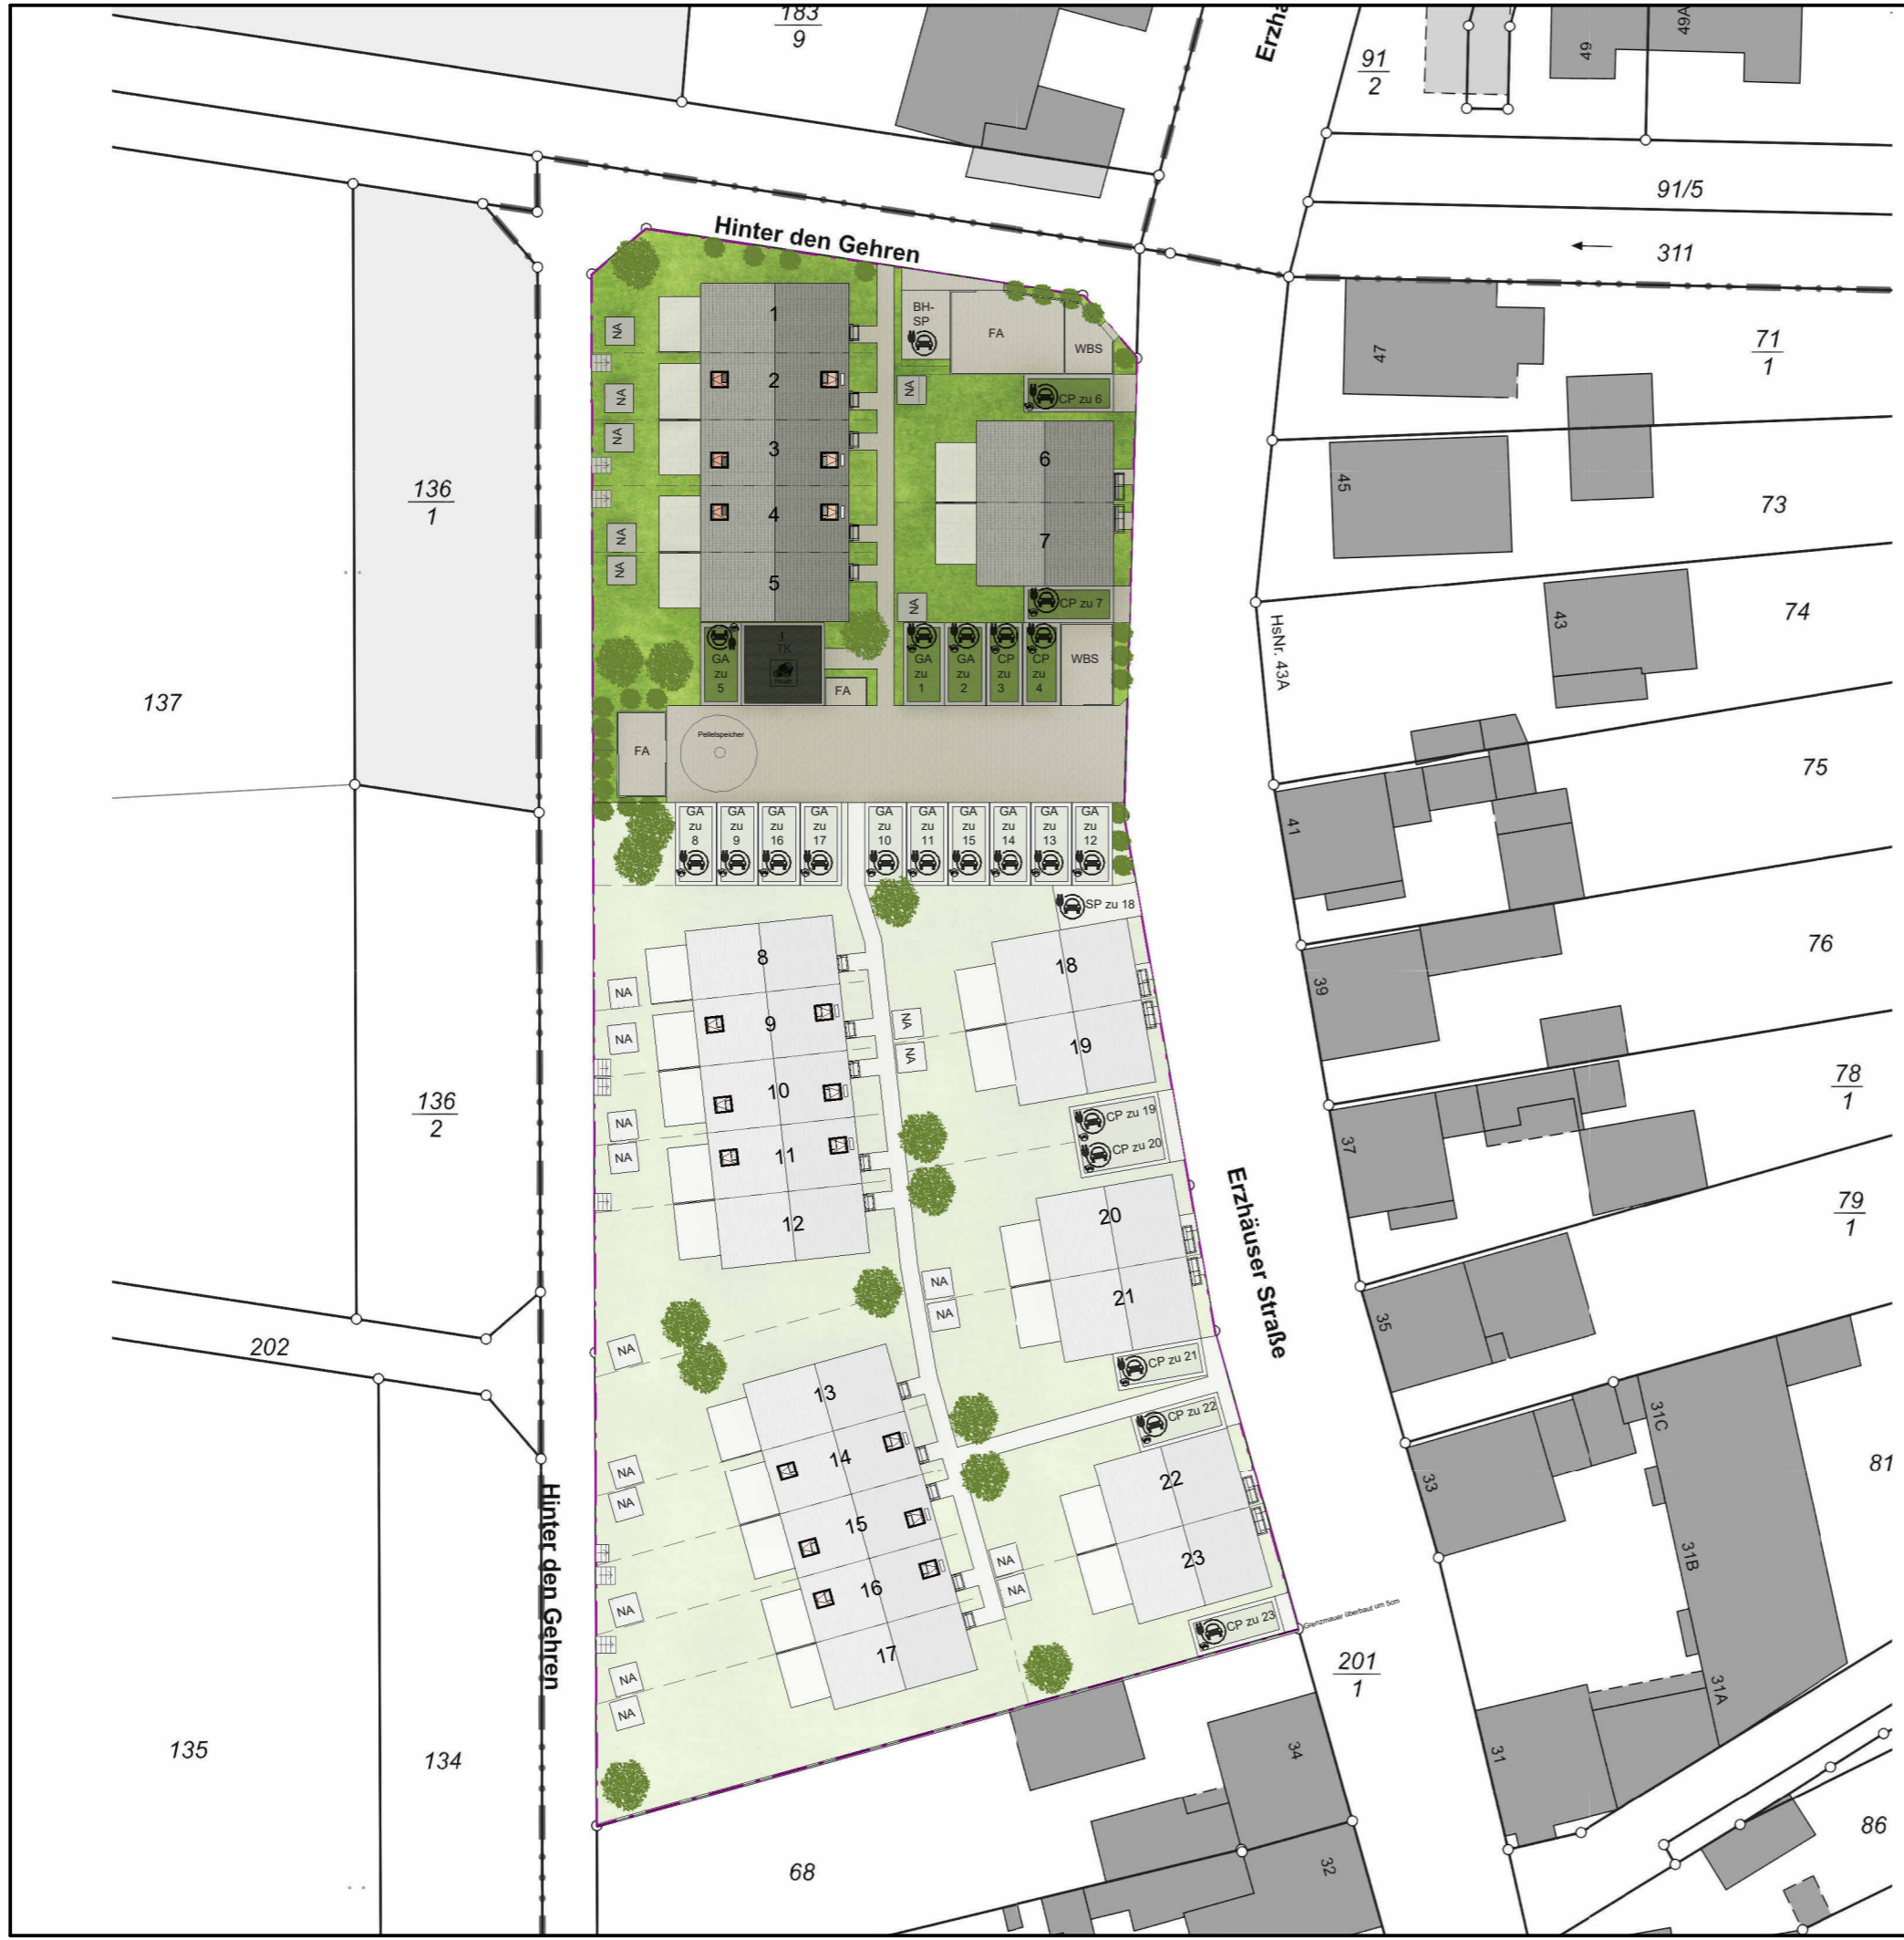 183
9
Erzhä
91
2
49
49A
91/5
311
Hinter den Gehren
71
1
47
73
45
74
43
HsNr. 43A
75
41
76
39
78
1
37
79
1
35
81
33
31C
31B
31A
31
86
136
1
137
136
2
202
135
134
68
201
1
34
32
Hinter den Gehren
Erzhäuser Straße
Grenzmauer überbaut um 5cm
1
2
3
4
5
NA
NA
NA
NA
NA
BH-
SP
FA
WBS
NA
CP zu 6
6
7
CP zu 7
NA
GA
zu
5
TK
FA
GA
zu
1
GA
zu
2
CP
zu
3
CP
zu
4
WBS
FA
Pelletspeicher
GA
zu
8
GA
zu
9
GA
zu
16
GA
zu
17
GA
zu
10
GA
zu
11
GA
zu
15
GA
zu
14
GA
zu
13
GA
zu
12
SP zu 18
8
9
10
11
12
NA
NA
NA
NA
NA
NA
18
19
CP zu 19
CP zu 20
20
21
NA
NA
CP zu 21
CP zu 22
NA
13
14
15
16
17
NA
NA
NA
NA
NA
NA
NA
22
23
CP zu 23